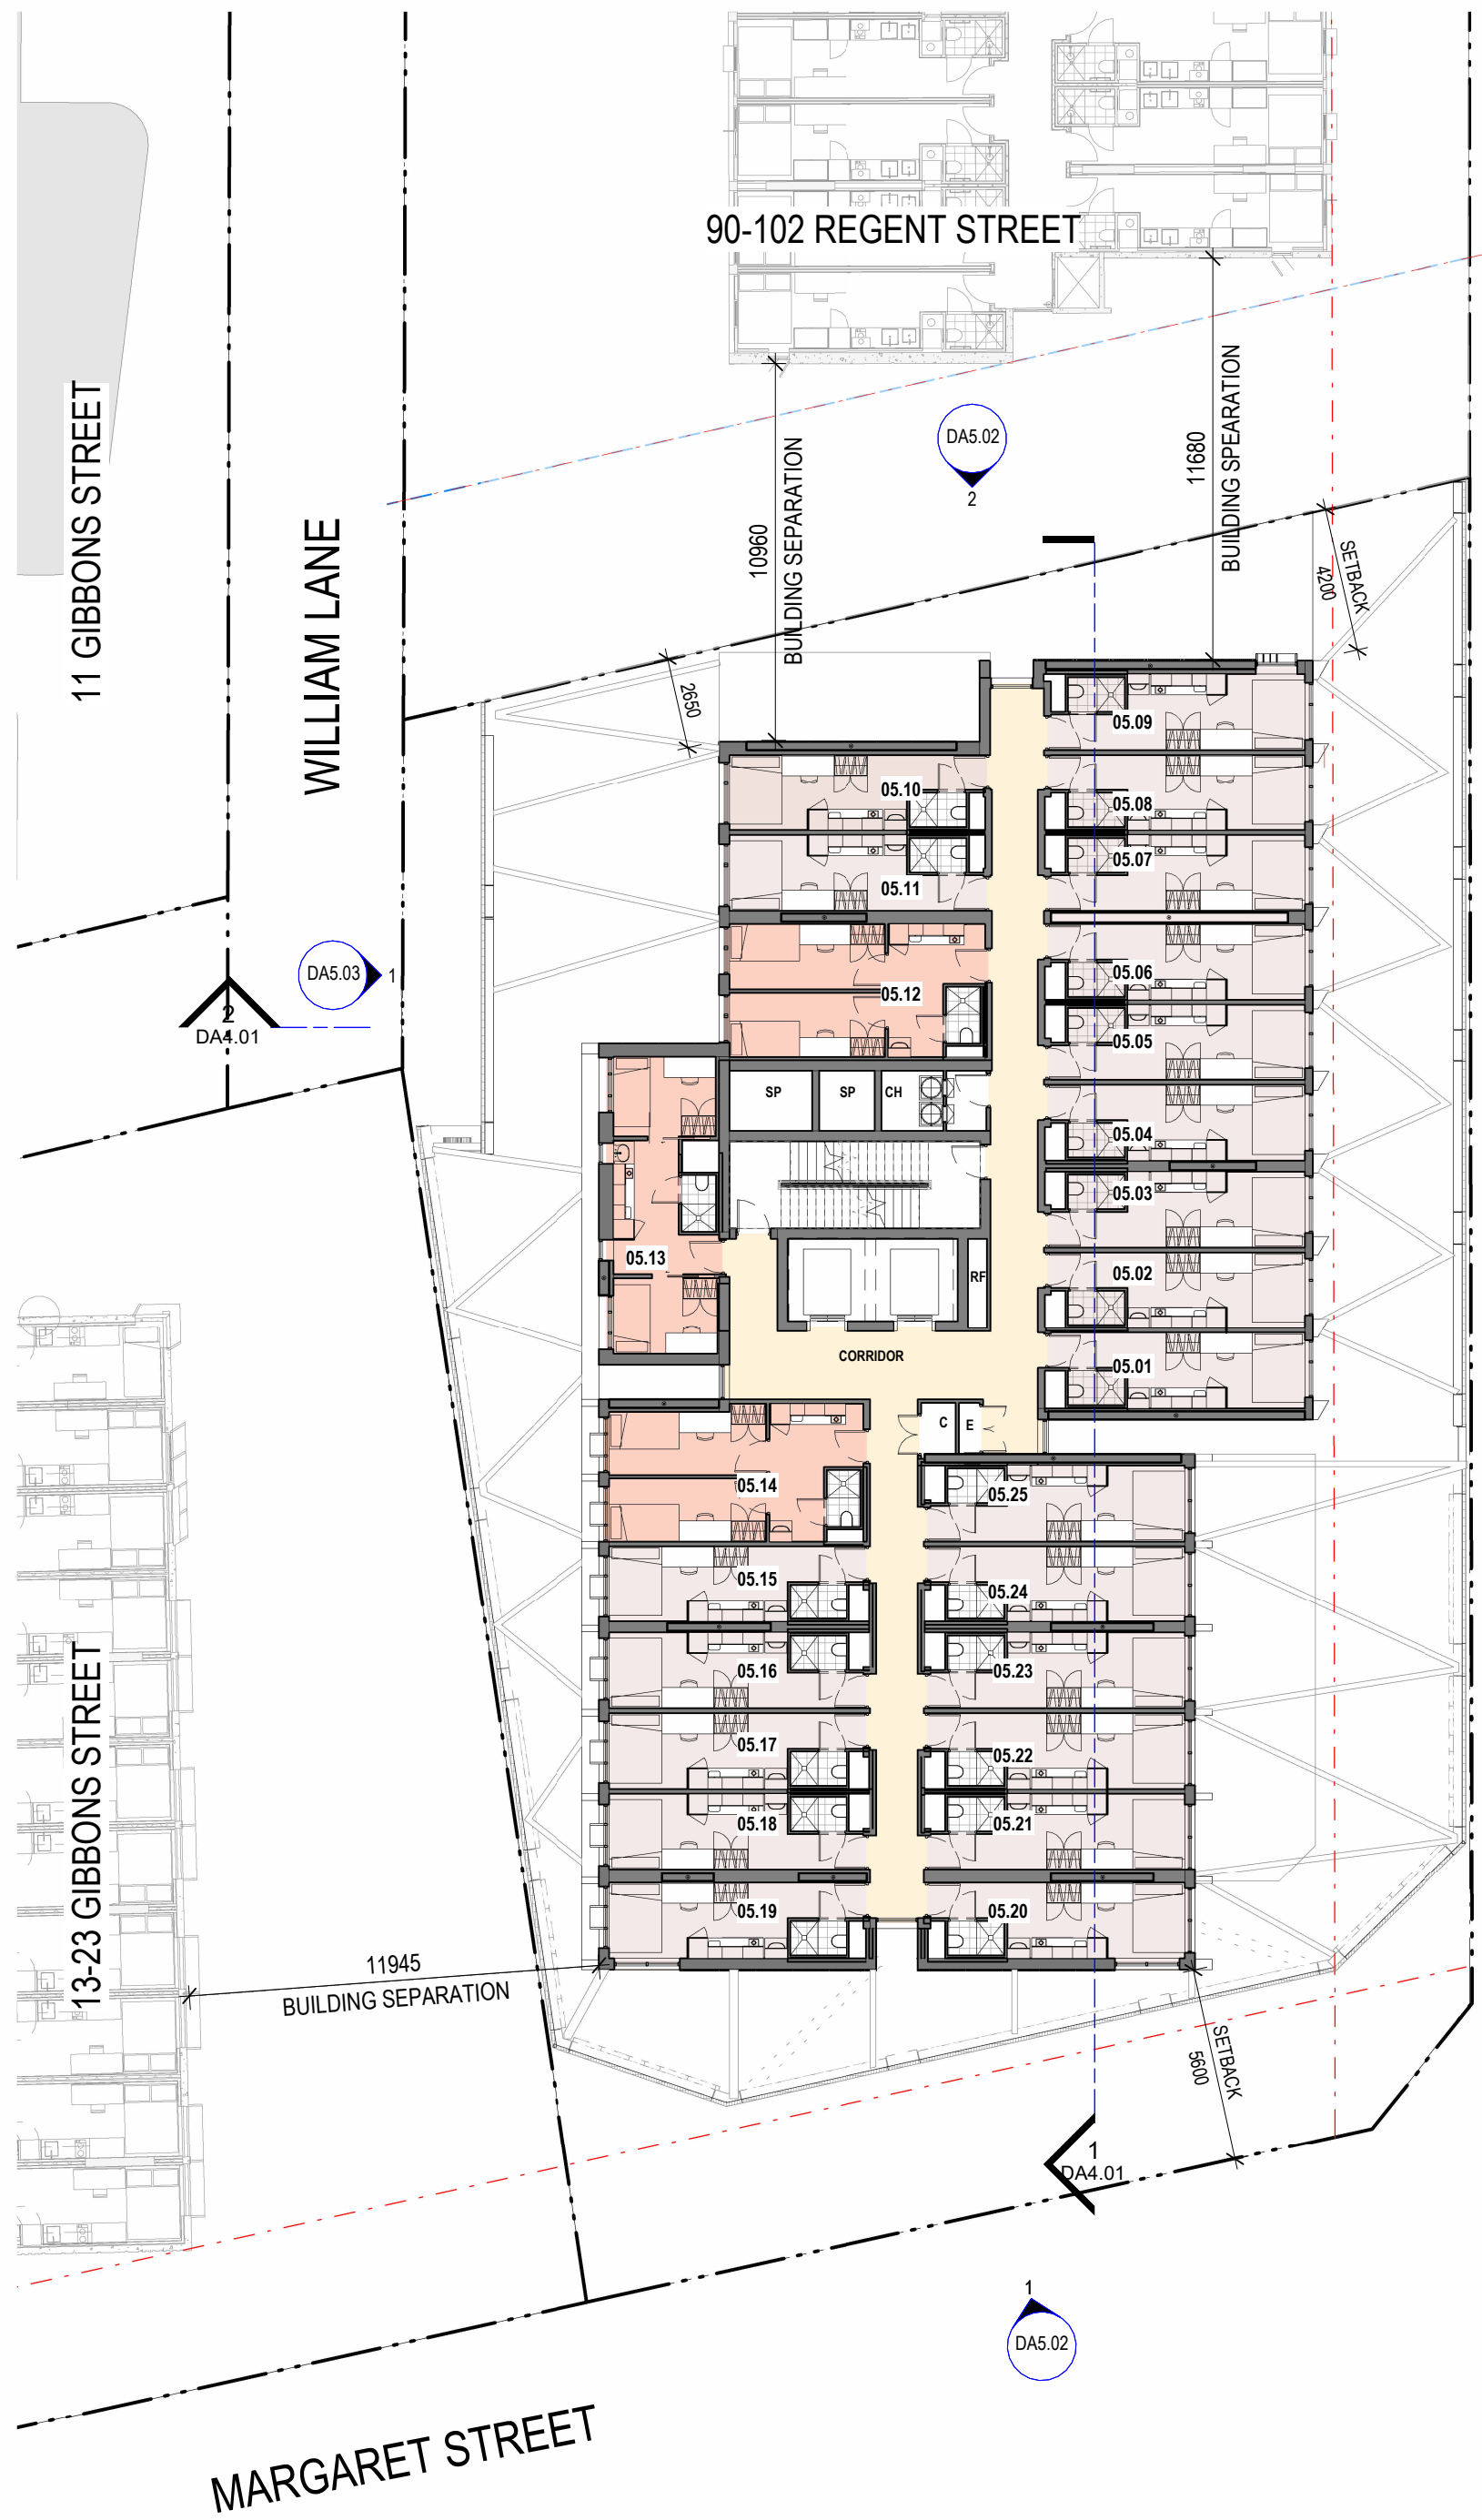 90-102 REGENT STREET
11 GIBBONS STREET
WILLIAM LANE
DA5.02
2
10960
BUILDING SEPARATION
11680
BUILDING SPEARATION
SETBACK
4200
2650
05.09
05.10
05.08
05.07
05.11
DA5.03
1
05.06
05.12
2
DA4.01
05.05
SP
SP
CH
05.04
05.03
05.13
05.02
RF
CORRIDOR
05.01
C
E
05.14
05.25
05.15
05.24
05.16
05.23
05.17
05.22
05.18
05.21
05.19
05.20
13-23 GIBBONS STREET
11945
BUILDING SEPARATION
SETBACK
5600
1
DA4.01
1
DA5.02
MARGARET STREET